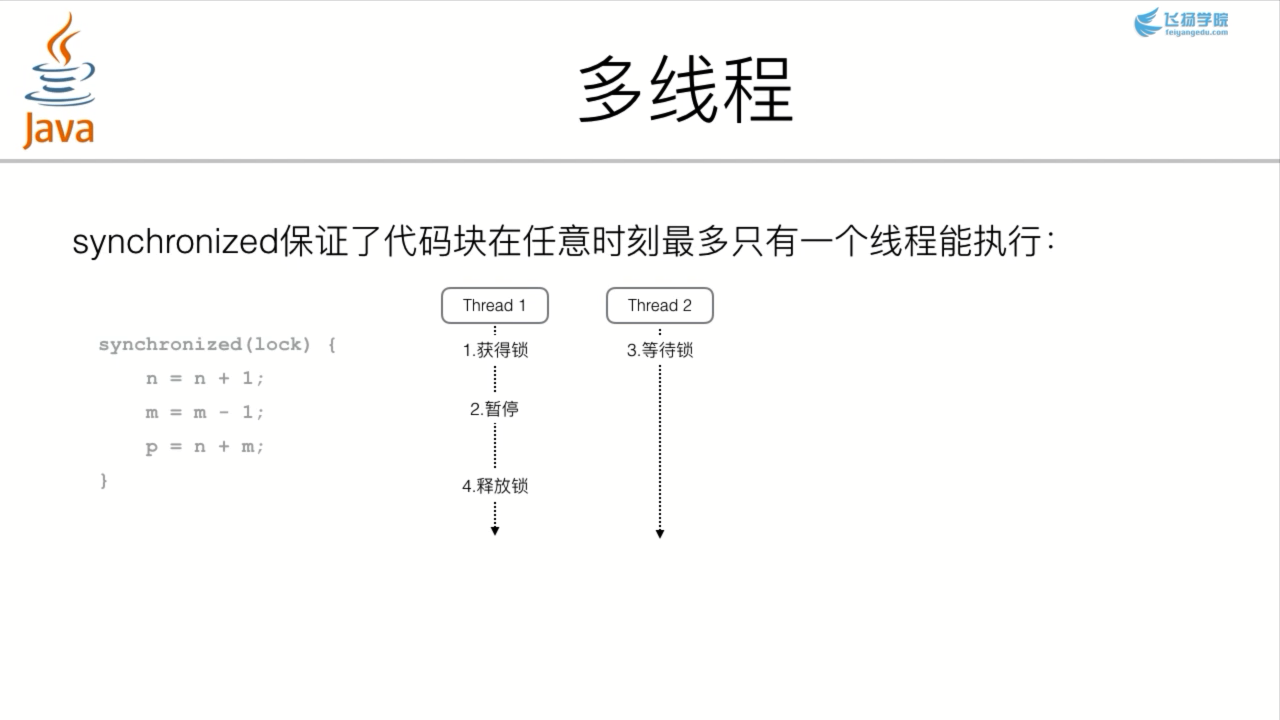 飞扬学院
feiyangedu.com
Java
多线程
synchronized保证了代码块在任意时刻最多只有一个线程能执行：
synchronized(lock) {
n = n + 1;
m = m - 1;
p = n + m;
}
Thread 1
1.获得锁
2.暂停
4.释放锁
Thread 2
3.等待锁